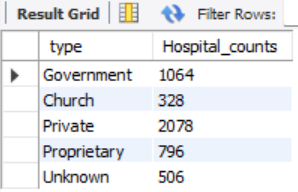 Result Grid Filter Rows:
type Hospital_counts
Government 1064
Church 328
Private 2078
Proprietary 796
Unknown 506